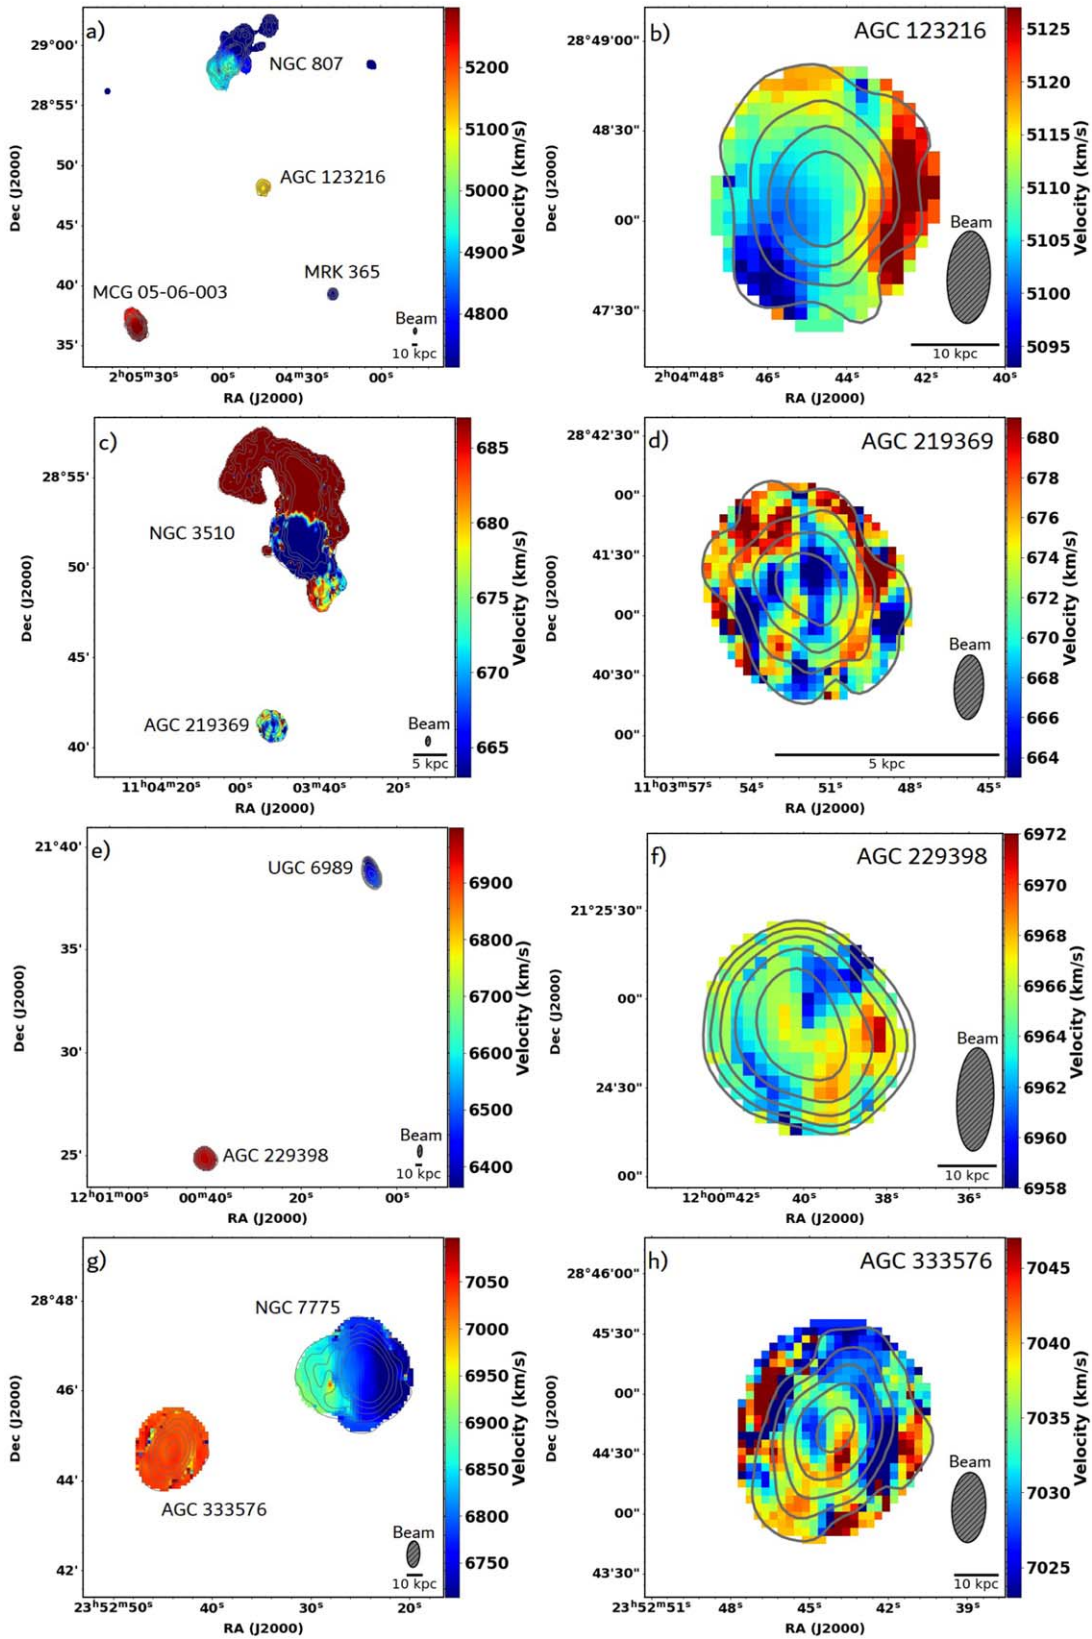 a)
NGC 807
AGC 123216
MRK 365
MCG 05-06-003
Beam
10 kpc
29°00'
28°55'
50'
45'
40'
35'
Dec (J2000)
2ʰ05ᵐ30ˢ 00ˢ 04ᵐ30ˢ 00ˢ
RA (J2000)
5200
5100
5000
4900
4800
Velocity (km/s)
b) AGC 123216
Beam
10 kpc
28°49'00"
48'30"
00"
47'30"
Dec (J2000)
2ʰ04ᵐ48ˢ 46ˢ 44ˢ 42ˢ 40ˢ
RA (J2000)
5125
5120
5115
5110
5105
5100
5095
Velocity (km/s)
c)
NGC 3510
AGC 219369
Beam
5 kpc
28°55'
50'
45'
40'
Dec (J2000)
11ʰ04ᵐ20ˢ 00ˢ 03ᵐ40ˢ 20ˢ
RA (J2000)
685
680
675
670
665
Velocity (km/s)
d) AGC 219369
Beam
5 kpc
28°42'30"
00"
41'30"
00"
40'30"
00"
Dec (J2000)
11ʰ03ᵐ57ˢ 54ˢ 51ˢ 48ˢ 45ˢ
RA (J2000)
680
678
676
674
672
670
668
666
664
Velocity (km/s)
e)
UGC 6989
AGC 229398
Beam
10 kpc
21°40'
35'
30'
25'
Dec (J2000)
12ʰ01ᵐ00ˢ 00ᵐ40ˢ 20ˢ 00ˢ
RA (J2000)
6900
6800
6700
6600
6500
6400
Velocity (km/s)
f) AGC 229398
Beam
10 kpc
21°25'30"
00"
24'30"
00"
Dec (J2000)
12ʰ00ᵐ42ˢ 40ˢ 38ˢ 36ˢ
RA (J2000)
6972
6970
6968
6966
6964
6962
6960
6958
Velocity (km/s)
g)
NGC 7775
AGC 333576
Beam
10 kpc
28°48'
46'
44'
42'
Dec (J2000)
23ʰ52ᵐ50ˢ 40ˢ 30ˢ 20ˢ
RA (J2000)
7050
7000
6950
6900
6850
6800
6750
Velocity (km/s)
h) AGC 333576
Beam
10 kpc
28°46'00"
45'30"
00"
44'30"
00"
43'30"
Dec (J2000)
23ʰ52ᵐ51ˢ 48ˢ 45ˢ 42ˢ 39ˢ
RA (J2000)
7045
7040
7035
7030
7025
Velocity (km/s)